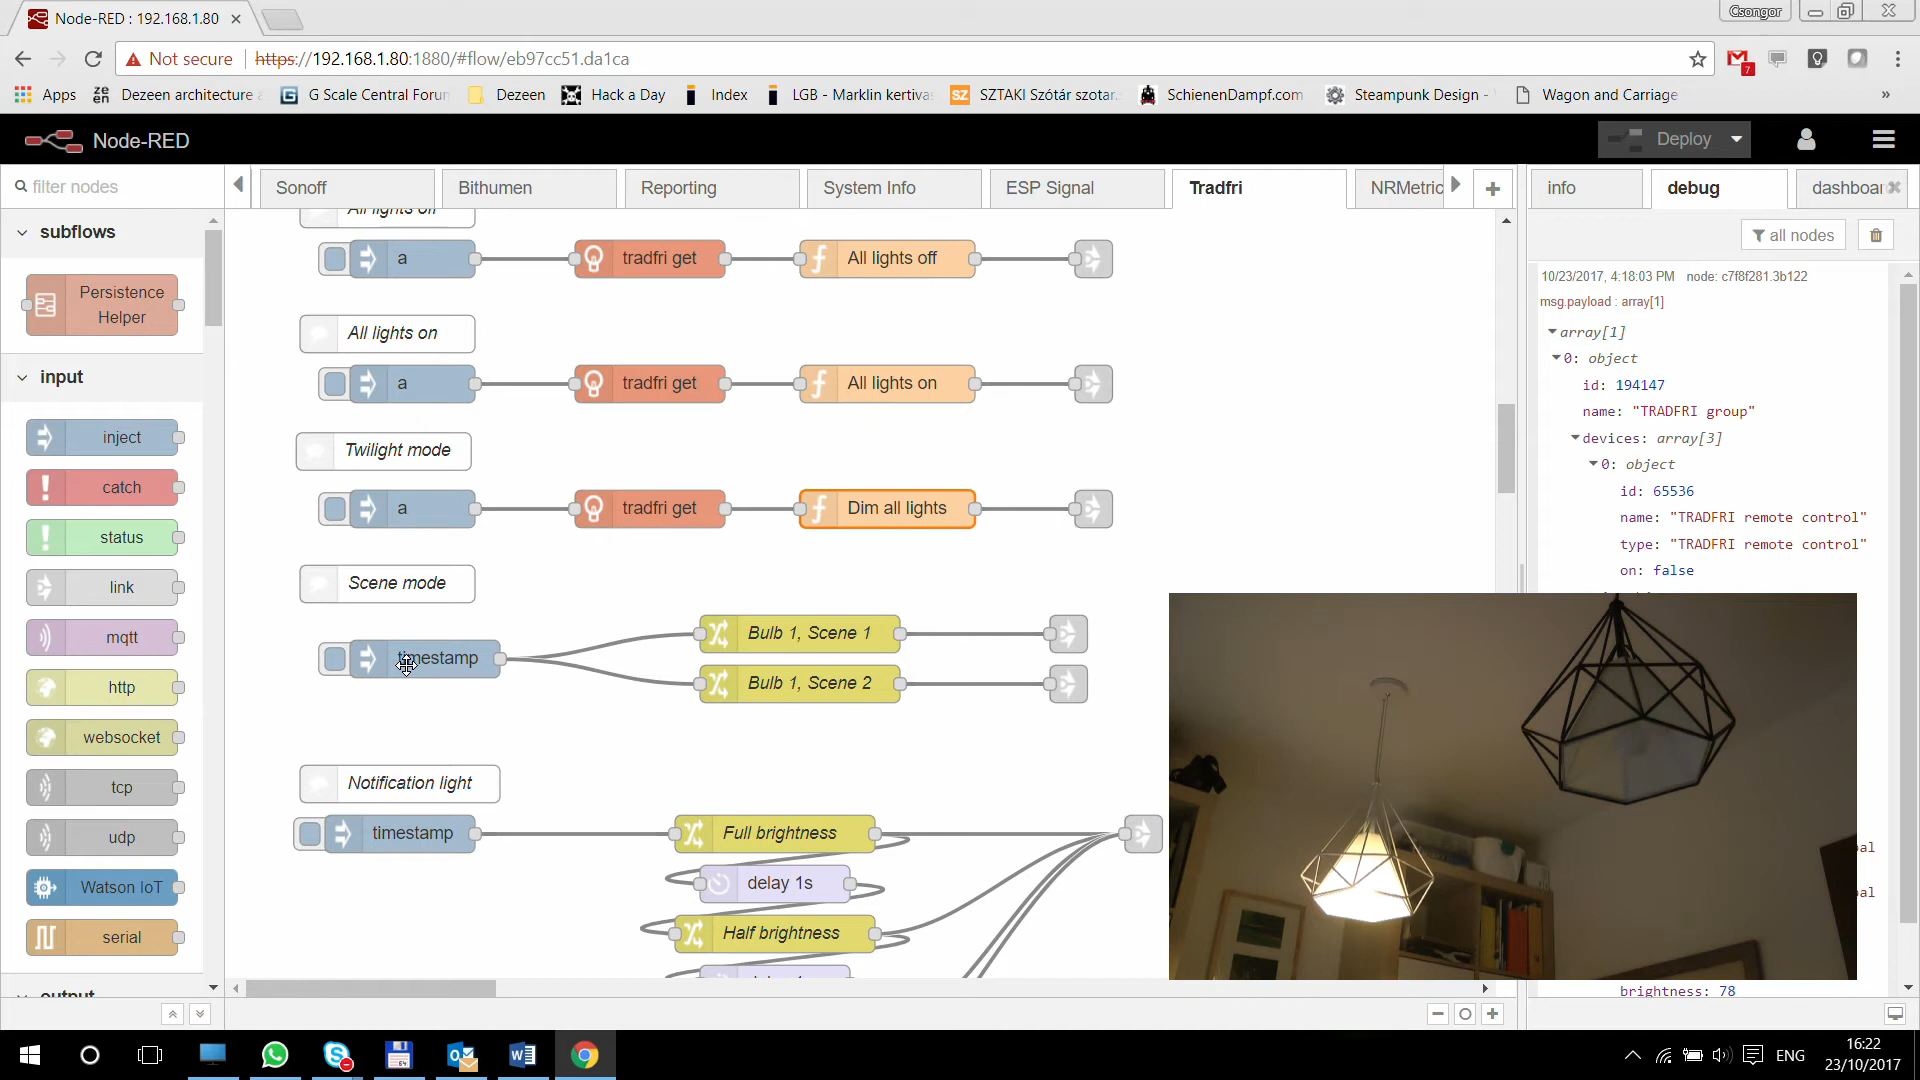 Node-RED : 192.168.1.80
Csongor
Not secure https://192.168.1.80:1880/#flow/eb97cc51.da1ca
7
Apps
Dezeen architecture
G Scale Central Forum
Dezeen
Hack a Day
Index
LGB - Marklin kertiva
SZ SZTAKI Szótár szotar.
SchienenDampf.com
Steampunk Design -
Wagon and Carriage
»
Node-RED
Deploy
filter nodes
Sonoff
Bithumen
Reporting
System Info
ESP Signal
Tradfri
NRMetric
info
debug
dashboar
subflows
Persistence
Helper
input
inject
catch
status
link
mqtt
http
websocket
tcp
udp
Watson IoT
serial
output
All lights off
a
tradfri get
All lights off
All lights on
a
tradfri get
All lights on
Twilight mode
a
tradfri get
Dim all lights
Scene mode
timestamp
Bulb 1, Scene 1
Bulb 1, Scene 2
Notification light
timestamp
Full brightness
delay 1s
Half brightness
all nodes
10/23/2017, 4:18:03 PM node: c7f8f281.3b122
msg.payload : array[1]
array[1]
0: object
id: 194147
name: "TRADFRI group"
devices: array[3]
0: object
id: 65536
name: "TRADFRI remote control"
type: "TRADFRI remote control"
on: false
brightness: 78
ENG
16:22
23/10/2017